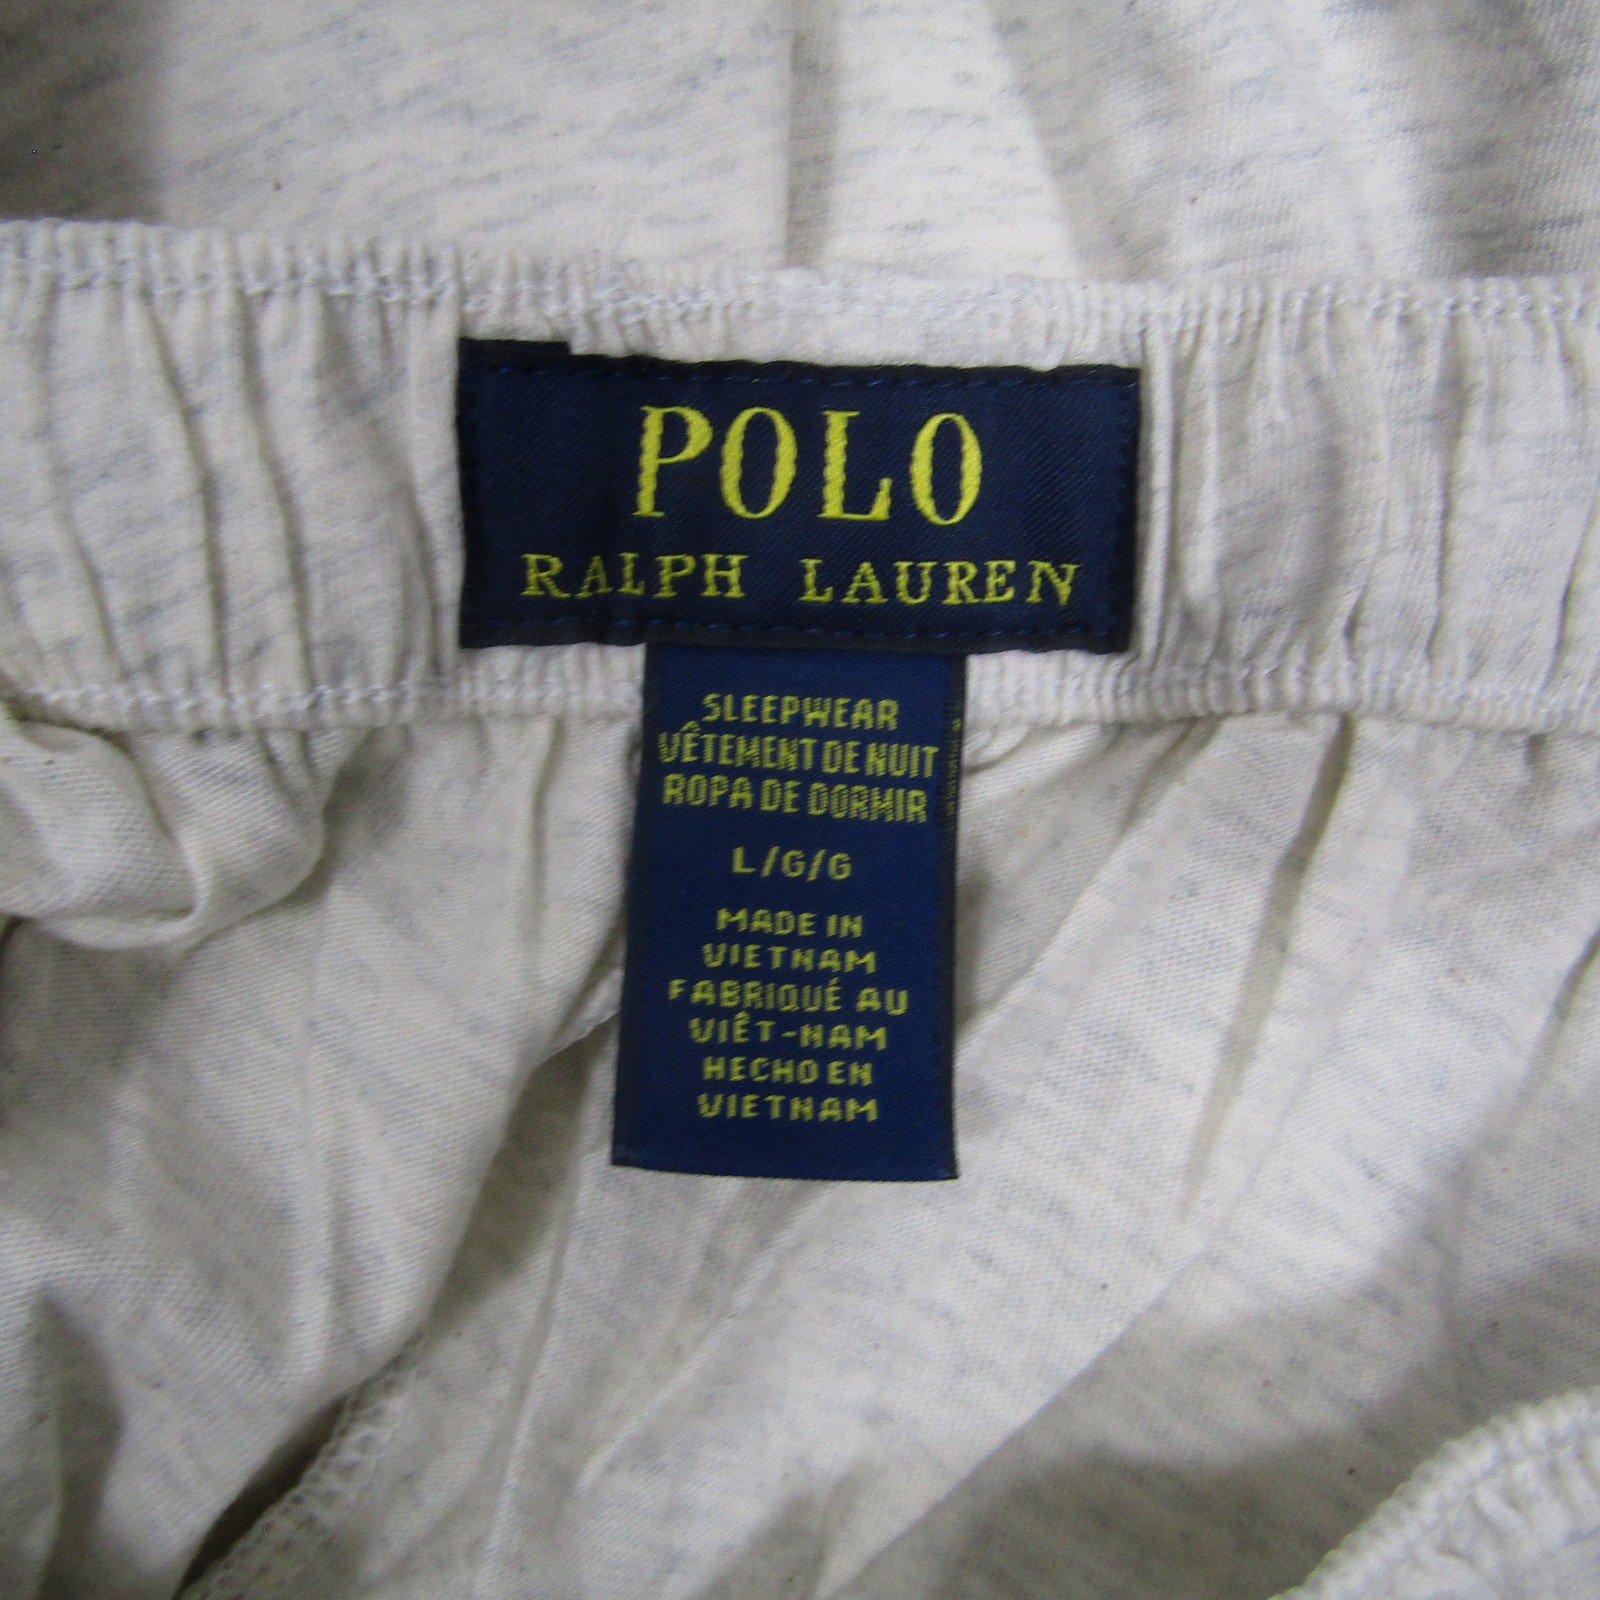 POLO
RALPH LAUREN
SLEEPWEAR
VÊTEMENT DE NUIT
ROPA DE DORMIR
L/G/G
MADE IN
VIETNAM
FABRIQUÉ AU
VIÊT-NAM
HECHO EN
VIETNAM